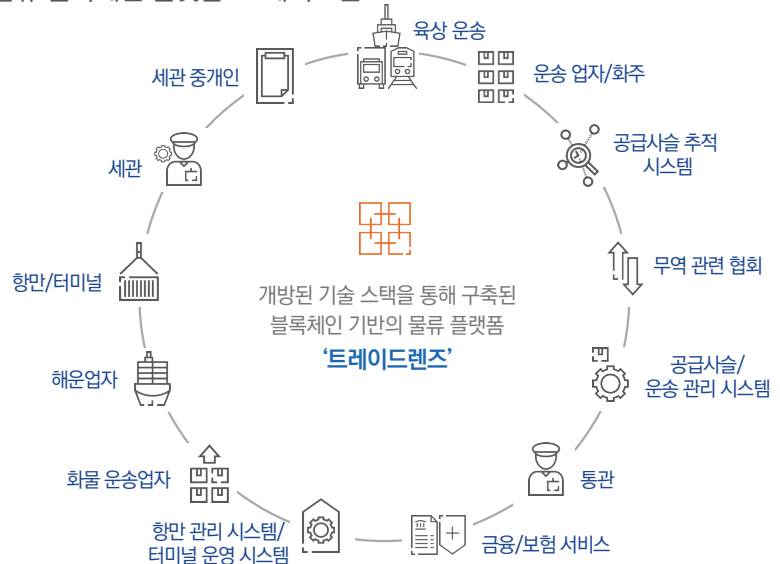 육상 운송
운송 업자/화주
세관 중개인
공급사슬 추적
시스템
세관
무역 관련 협회
항만/터미널
개방된 기술 스택을 통해 구축된
블록체인 기반의 물류 플랫폼
‘트레이드렌즈’
해운업자
공급사슬/
운송 관리 시스템
화물 운송업자
통관
항만 관리 시스템/
터미널 운영 시스템
금융/보험 서비스